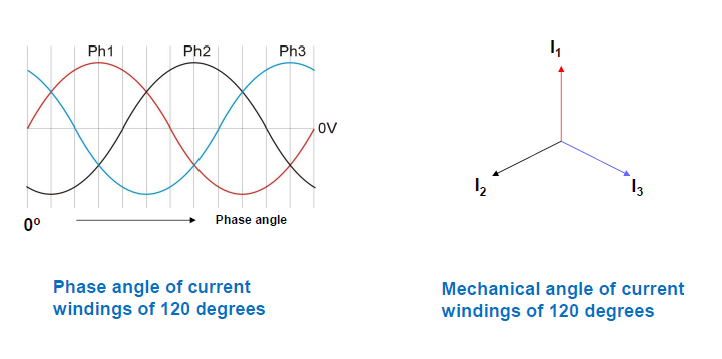 Ph1 Ph2 Ph3
0V
0º
Phase angle
I1
I2
I3
Phase angle of current
windings of 120 degrees
Mechanical angle of current
windings of 120 degrees